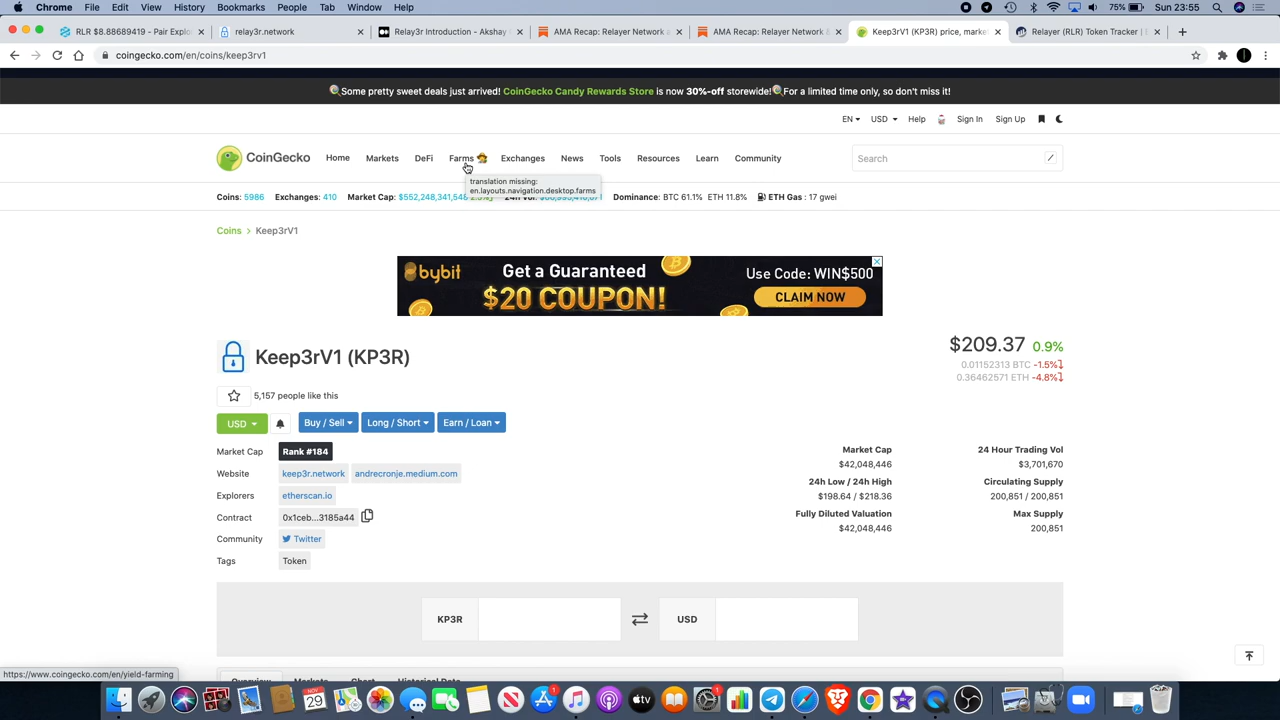 Chrome File Edit View History Bookmarks People Tab Window Help 75% Sun 23:55
RLR $8.88689419 - Pair Explo relay3r.network Relay3r Introduction - Akshay AMA Recap: Relayer Network AMA Recap: Relayer Network Keep3rV1 (KP3R) price, marke Relayer (RLR) Token Tracker |
coingecko.com/en/coins/keep3rv1
Some pretty sweet deals just arrived! CoinGecko Candy Rewards Store is now 30%-off storewide! For a limited time only, so don't miss it!
EN USD Help Sign In Sign Up
CoinGecko Home Markets DeFi Farms Exchanges News Tools Resources Learn Community Search /
translation missing:
en.layouts.navigation.desktop.farms
Coins: 5986 Exchanges: 410 Market Cap: $552,248,341,54 Dominance: BTC 61.1% ETH 11.8% ETH Gas : 17 gwei
Coins > Keep3rV1
bybit Get a Guaranteed
$20 COUPON!
Use Code: WIN$500
CLAIM NOW
Keep3rV1 (KP3R)
$209.37 0.9%
0.01152313 BTC -1.5%
0.36462571 ETH -4.8%
5,157 people like this
USD Buy / Sell Long / Short Earn / Loan
Market Cap Rank #184
Website keep3r.network andrecronje.medium.com
Explorers etherscan.io
Contract 0x1ceb...3185a44
Community Twitter
Tags Token
Market Cap
$42,048,446
24 Hour Trading Vol
$3,701,670
24h Low / 24h High
$198.64 / $218.36
Circulating Supply
200,851 / 200,851
Fully Diluted Valuation
$42,048,446
Max Supply
200,851
KP3R USD
https://www.coingecko.com/en/yield-farming
NOV
29